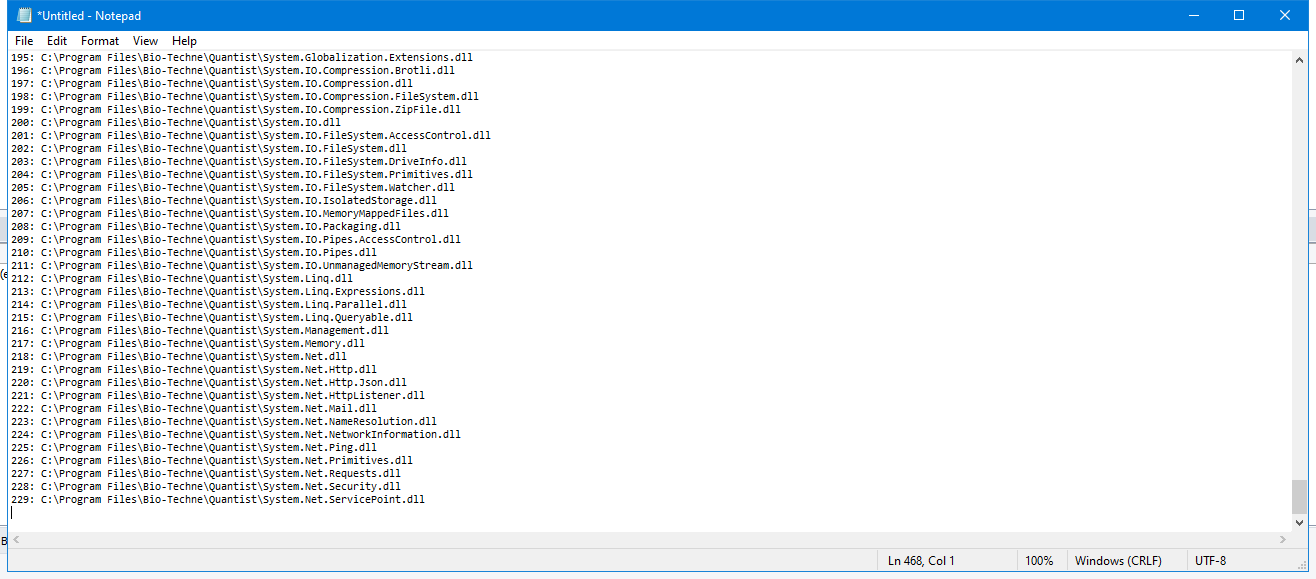 *Untitled - Notepad
File Edit Format View Help
195: C:\Program Files\Bio-Techne\Quantist\System.Globalization.Extensions.dll
196: C:\Program Files\Bio-Techne\Quantist\System.IO.Compression.Brotli.dll
197: C:\Program Files\Bio-Techne\Quantist\System.IO.Compression.dll
198: C:\Program Files\Bio-Techne\Quantist\System.IO.Compression.FileSystem.dll
199: C:\Program Files\Bio-Techne\Quantist\System.IO.Compression.ZipFile.dll
200: C:\Program Files\Bio-Techne\Quantist\System.IO.dll
201: C:\Program Files\Bio-Techne\Quantist\System.IO.FileSystem.AccessControl.dll
202: C:\Program Files\Bio-Techne\Quantist\System.IO.FileSystem.dll
203: C:\Program Files\Bio-Techne\Quantist\System.IO.FileSystem.DriveInfo.dll
204: C:\Program Files\Bio-Techne\Quantist\System.IO.FileSystem.Primitives.dll
205: C:\Program Files\Bio-Techne\Quantist\System.IO.FileSystem.Watcher.dll
206: C:\Program Files\Bio-Techne\Quantist\System.IO.IsolatedStorage.dll
207: C:\Program Files\Bio-Techne\Quantist\System.IO.MemoryMappedFiles.dll
208: C:\Program Files\Bio-Techne\Quantist\System.IO.Packaging.dll
209: C:\Program Files\Bio-Techne\Quantist\System.IO.Pipes.AccessControl.dll
210: C:\Program Files\Bio-Techne\Quantist\System.IO.Pipes.dll
211: C:\Program Files\Bio-Techne\Quantist\System.IO.UnmanagedMemoryStream.dll
212: C:\Program Files\Bio-Techne\Quantist\System.Linq.dll
213: C:\Program Files\Bio-Techne\Quantist\System.Linq.Expressions.dll
214: C:\Program Files\Bio-Techne\Quantist\System.Linq.Parallel.dll
215: C:\Program Files\Bio-Techne\Quantist\System.Linq.Queryable.dll
216: C:\Program Files\Bio-Techne\Quantist\System.Management.dll
217: C:\Program Files\Bio-Techne\Quantist\System.Memory.dll
218: C:\Program Files\Bio-Techne\Quantist\System.Net.dll
219: C:\Program Files\Bio-Techne\Quantist\System.Net.Http.dll
220: C:\Program Files\Bio-Techne\Quantist\System.Net.Http.Json.dll
221: C:\Program Files\Bio-Techne\Quantist\System.Net.HttpListener.dll
222: C:\Program Files\Bio-Techne\Quantist\System.Net.Mail.dll
223: C:\Program Files\Bio-Techne\Quantist\System.Net.NameResolution.dll
224: C:\Program Files\Bio-Techne\Quantist\System.Net.NetworkInformation.dll
225: C:\Program Files\Bio-Techne\Quantist\System.Net.Ping.dll
226: C:\Program Files\Bio-Techne\Quantist\System.Net.Primitives.dll
227: C:\Program Files\Bio-Techne\Quantist\System.Net.Requests.dll
228: C:\Program Files\Bio-Techne\Quantist\System.Net.Security.dll
229: C:\Program Files\Bio-Techne\Quantist\System.Net.ServicePoint.dll
Ln 468, Col 1 100% Windows (CRLF) UTF-8